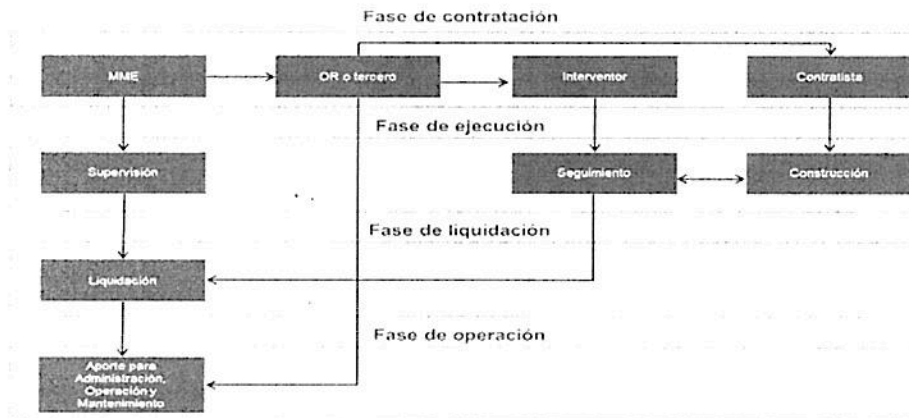 Fase de contratación
MME
OR o tercero
Interventor
Contratista
Fase de ejecución
Supervisión
Seguimiento
Construcción
Fase de liquidación
Liquidación
Fase de operación
Aporte para
Administración,
Operación y
Mantenimiento